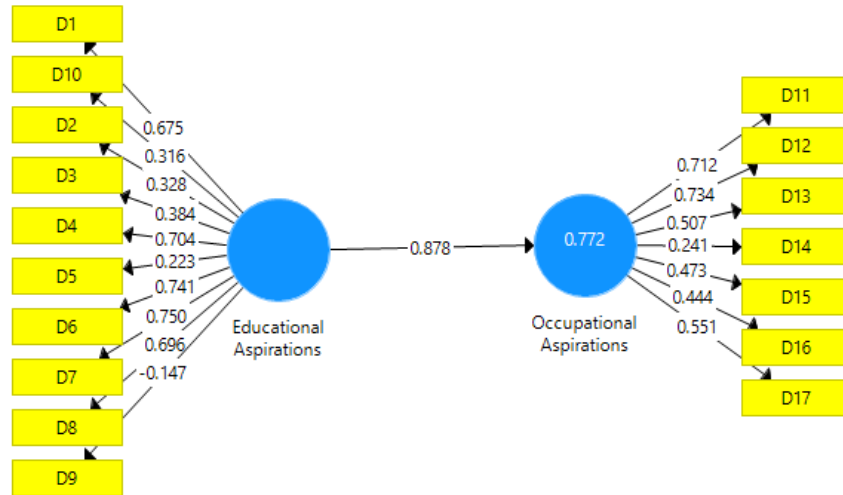 D1
D10
D2
D3
D4
D5
D6
D7
D8
D9
0.675
0.316
0.328
0.384
0.704
0.223
0.741
0.750
0.696
-0.147
Educational
Aspirations
0.878
0.772
Occupational
Aspirations
0.712
0.734
0.507
0.241
0.473
0.444
0.551
D11
D12
D13
D14
D15
D16
D17